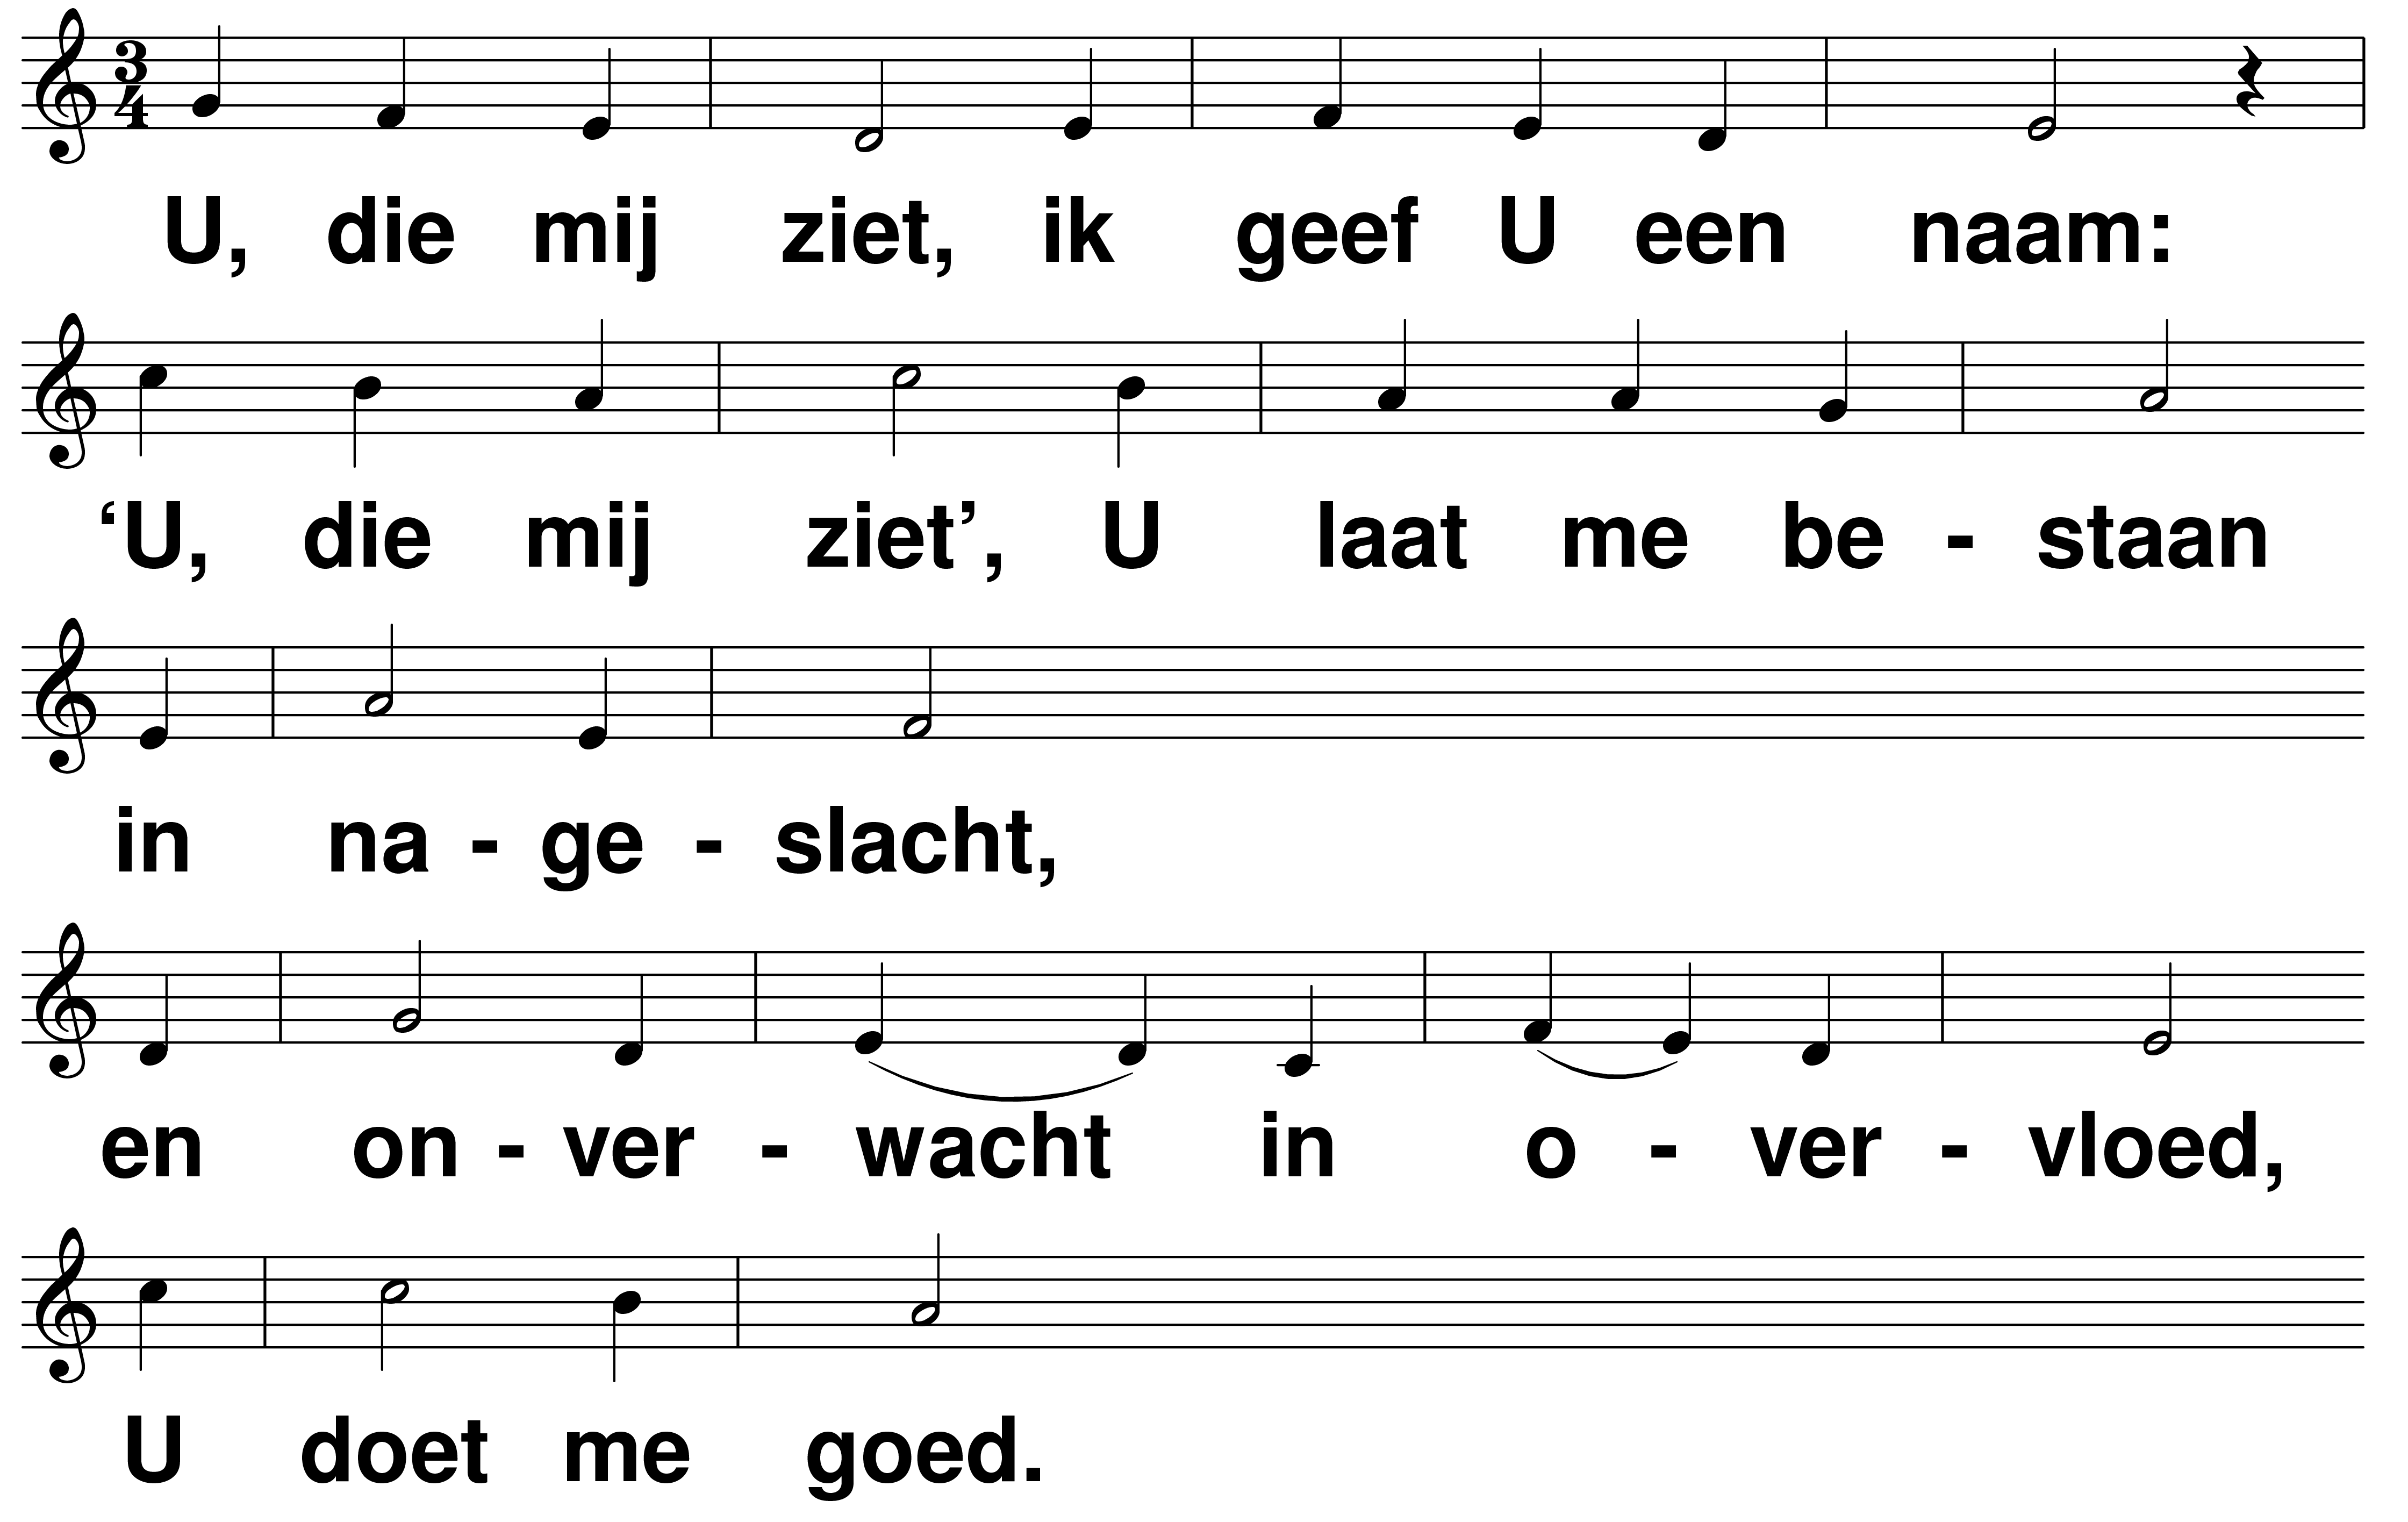 U, die mij ziet, ik geef U een naam:
‘U, die mij ziet’, U laat me be - staan
in na - ge - slacht,
en on - ver - wacht in o - ver - vloed,
U doet me goed.